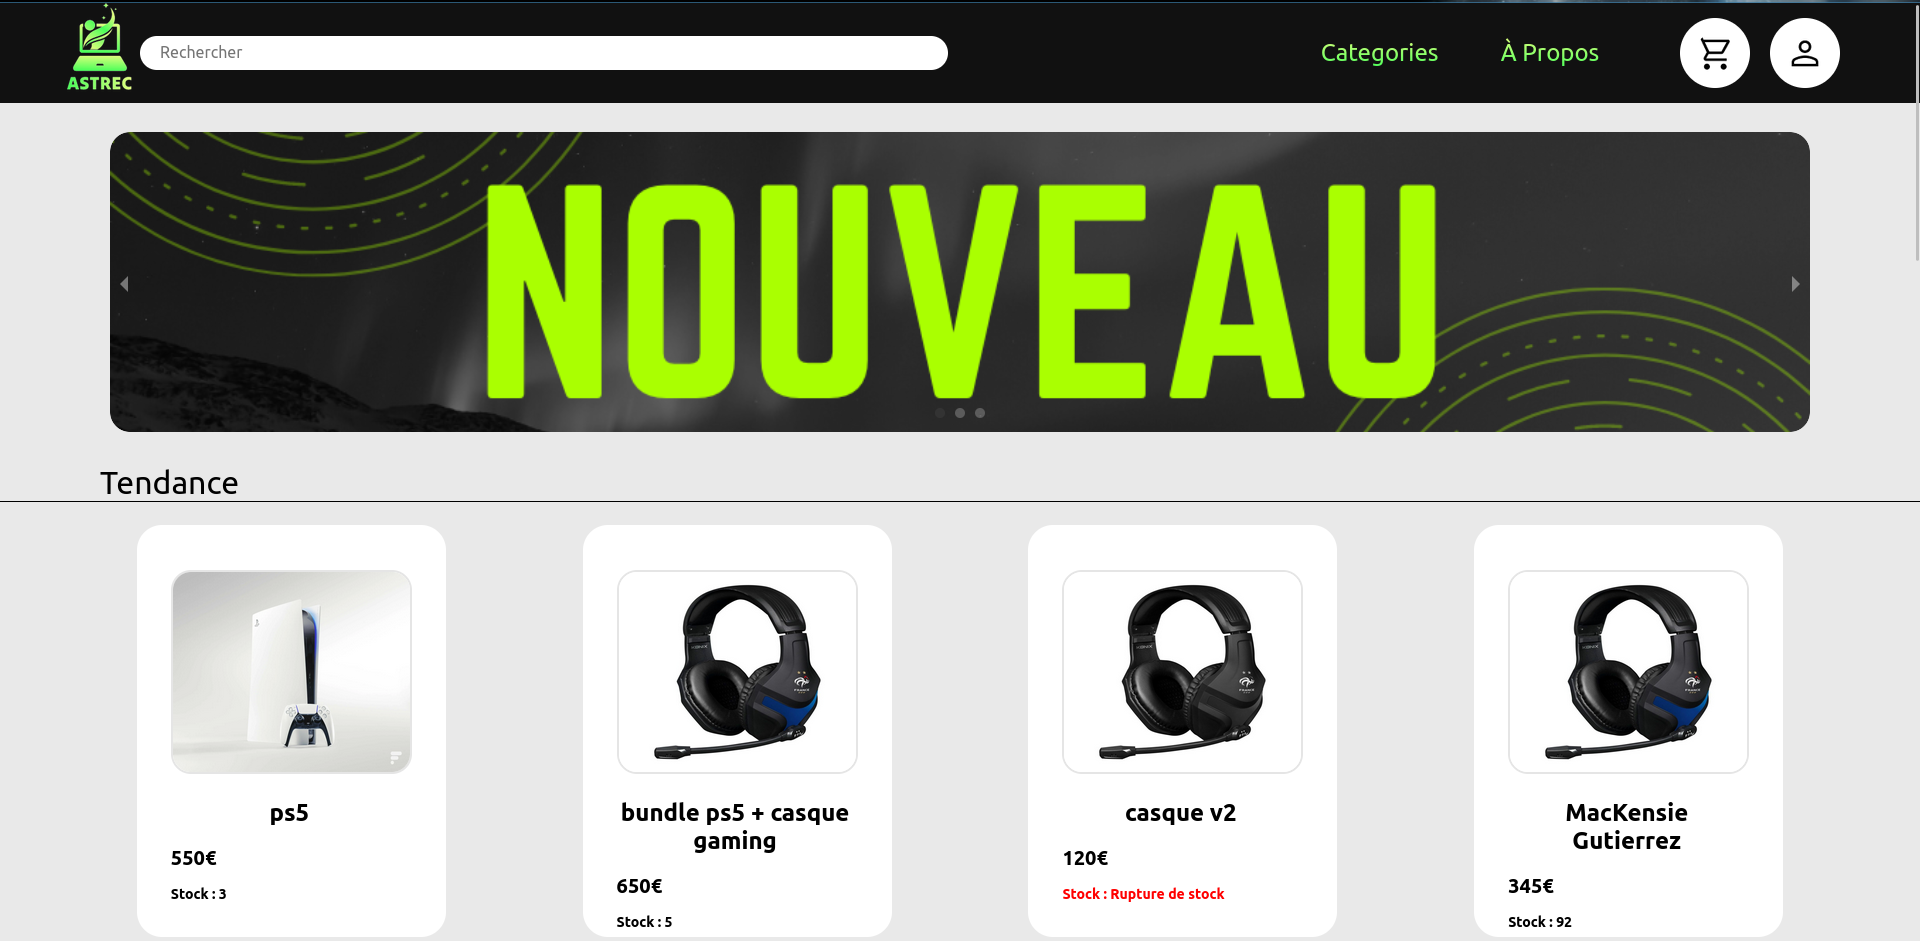 ASTREC
Rechercher
Categories
À Propos
NOUVEAU
Tendance
ps5
550€
Stock : 3
bundle ps5 + casque
gaming
650€
Stock : 5
casque v2
120€
Stock : Rupture de stock
MacKensie
Gutierrez
345€
Stock : 92